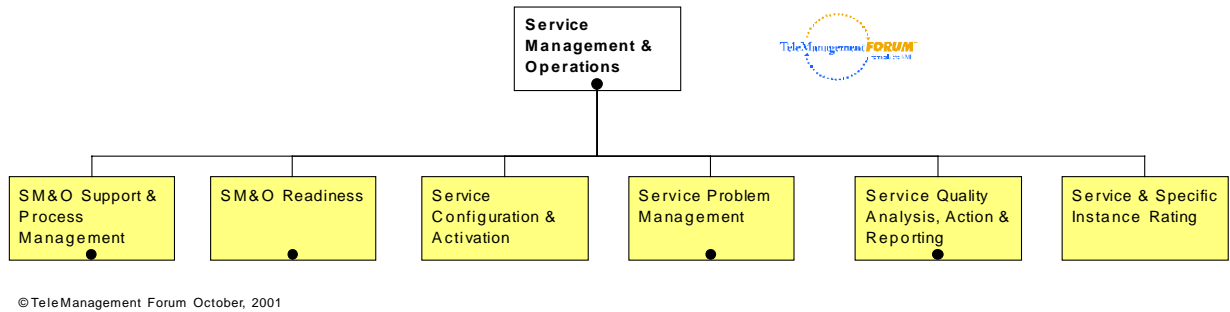 Service
Management &
Operations
TeleManagement FORUM
SM&O Support &
Process
Management
SM&O Readiness
Service
Configuration &
Activation
Service Problem
Management
Service Quality
Analysis, Action &
Reporting
Service & Specific
Instance Rating
©TeleManagement Forum October, 2001